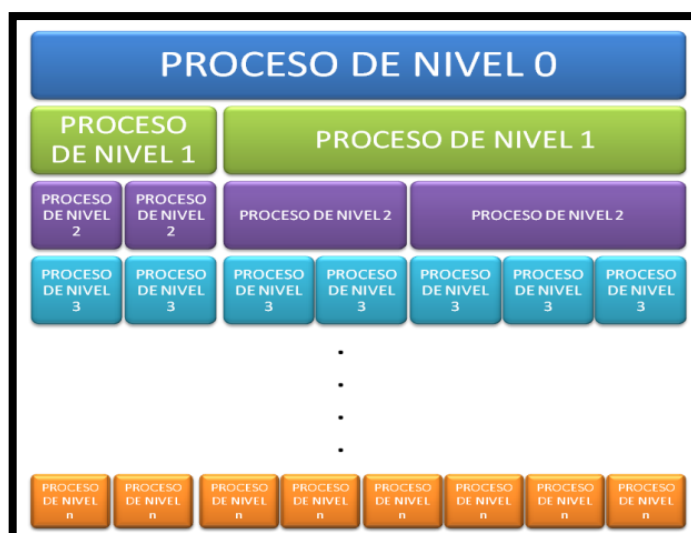 PROCESO DE NIVEL 0
PROCESO
DE NIVEL 1
PROCESO DE NIVEL 1
PROCESO
DE NIVEL
2
PROCESO
DE NIVEL
2
PROCESO DE NIVEL 2
PROCESO DE NIVEL 2
PROCESO
DE NIVEL
3
PROCESO
DE NIVEL
3
PROCESO
DE NIVEL
3
PROCESO
DE NIVEL
3
PROCESO
DE NIVEL
3
PROCESO
DE NIVEL
3
PROCESO
DE NIVEL
3
.
.
.
.
PROCESO
DE NIVEL
n
PROCESO
DE NIVEL
n
PROCESO
DE NIVEL
n
PROCESO
DE NIVEL
n
PROCESO
DE NIVEL
n
PROCESO
DE NIVEL
n
PROCESO
DE NIVEL
n
PROCESO
DE NIVEL
n